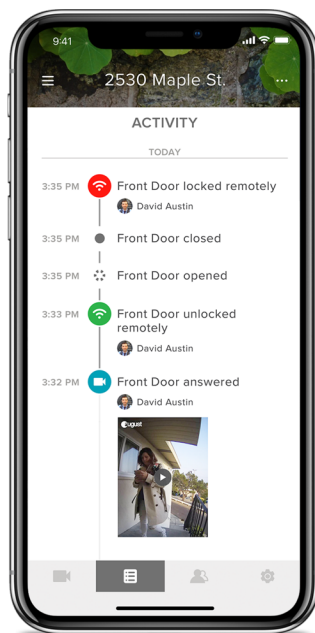 9:41
2530 Maple St.
ACTIVITY
TODAY
3:35 PM Front Door locked remotely
David Austin
3:35 PM Front Door closed
3:35 PM Front Door opened
3:33 PM Front Door unlocked
remotely
David Austin
3:32 PM Front Door answered
David Austin
august